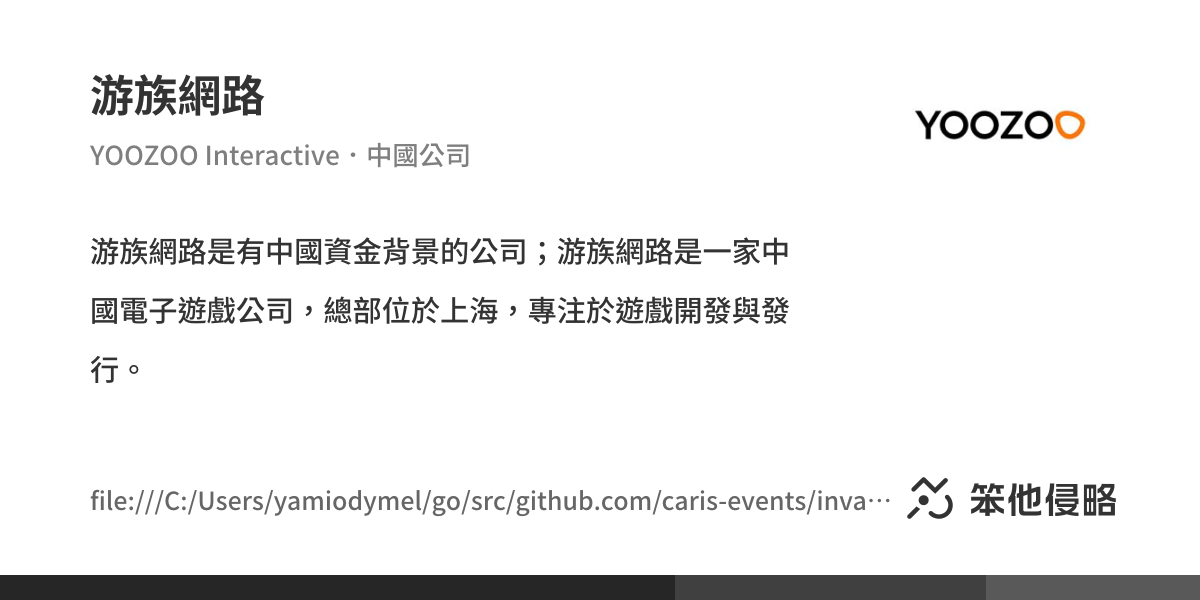 游族網路
YOOZOO
YOOZOO Interactive・中國公司
游族網路是有中國資金背景的公司；游族網路是一家中
國電子遊戲公司，總部位於上海，專注於遊戲開發與發
行。
file:///C:/Users/yamiodymel/go/src/github.com/caris-events/inva…
笨他侵略